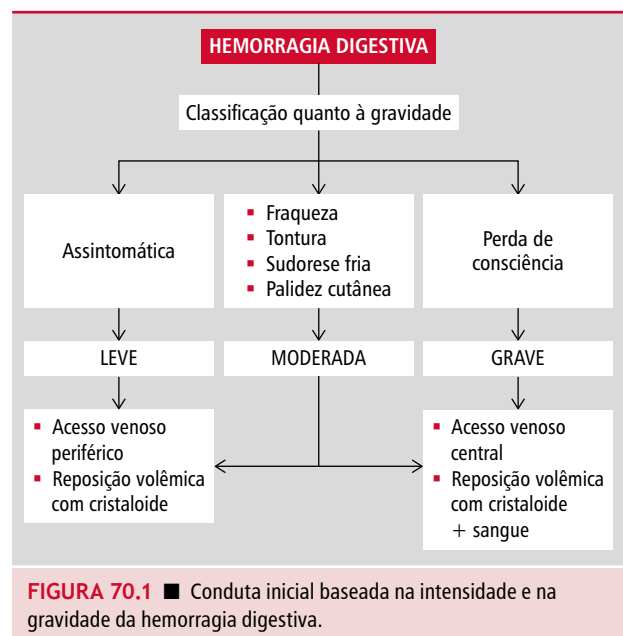 HEMORRAGIA DIGESTIVA
Classificação quanto à gravidade
Assintomática
▪ Fraqueza
▪ Tontura
▪ Sudorese fria
▪ Palidez cutânea
Perda de
consciência
LEVE
MODERADA
GRAVE
▪ Acesso venoso
periférico
▪ Reposição volêmica
com cristaloide
▪ Acesso venoso
central
▪ Reposição volêmica
com cristaloide
+ sangue
FIGURA 70.1 ■ Conduta inicial baseada na intensidade e na
gravidade da hemorragia digestiva.